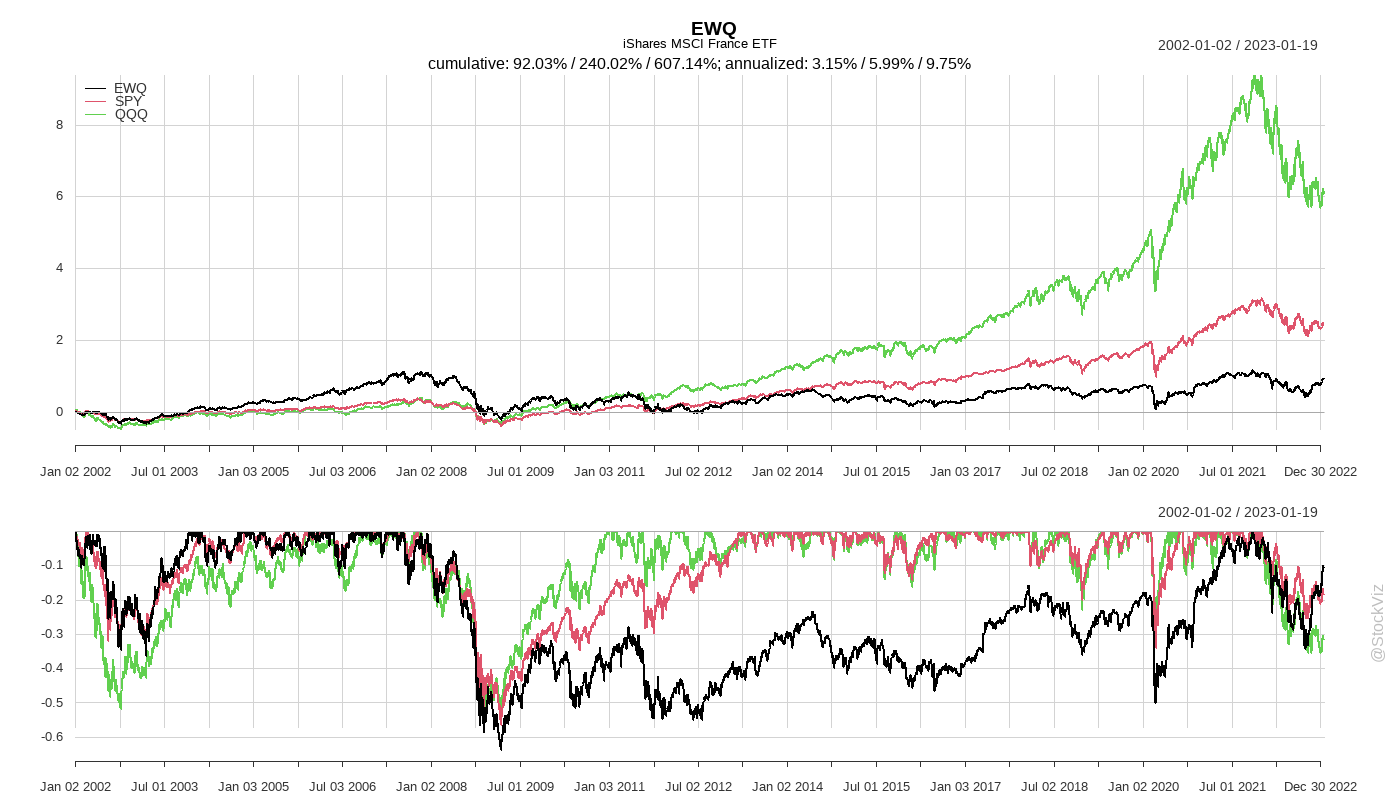 EWQ
iShares MSCI France ETF
2002-01-02 / 2023-01-19
cumulative: 92.03% / 240.02% / 607.14%; annualized: 3.15% / 5.99% / 9.75%
EWQ
SPY
QQQ
8
6
4
2
0
Jan 02 2002 Jul 01 2003 Jan 03 2005 Jul 03 2006 Jan 02 2008 Jul 01 2009 Jan 03 2011 Jul 02 2012 Jan 02 2014 Jul 01 2015 Jan 03 2017 Jul 02 2018 Jan 02 2020 Jul 01 2021 Dec 30 2022
2002-01-02 / 2023-01-19
-0.1
-0.2
-0.3
-0.4
-0.5
-0.6
Jan 02 2002 Jul 01 2003 Jan 03 2005 Jul 03 2006 Jan 02 2008 Jul 01 2009 Jan 03 2011 Jul 02 2012 Jan 02 2014 Jul 01 2015 Jan 03 2017 Jul 02 2018 Jan 02 2020 Jul 01 2021 Dec 30 2022
@StockViz